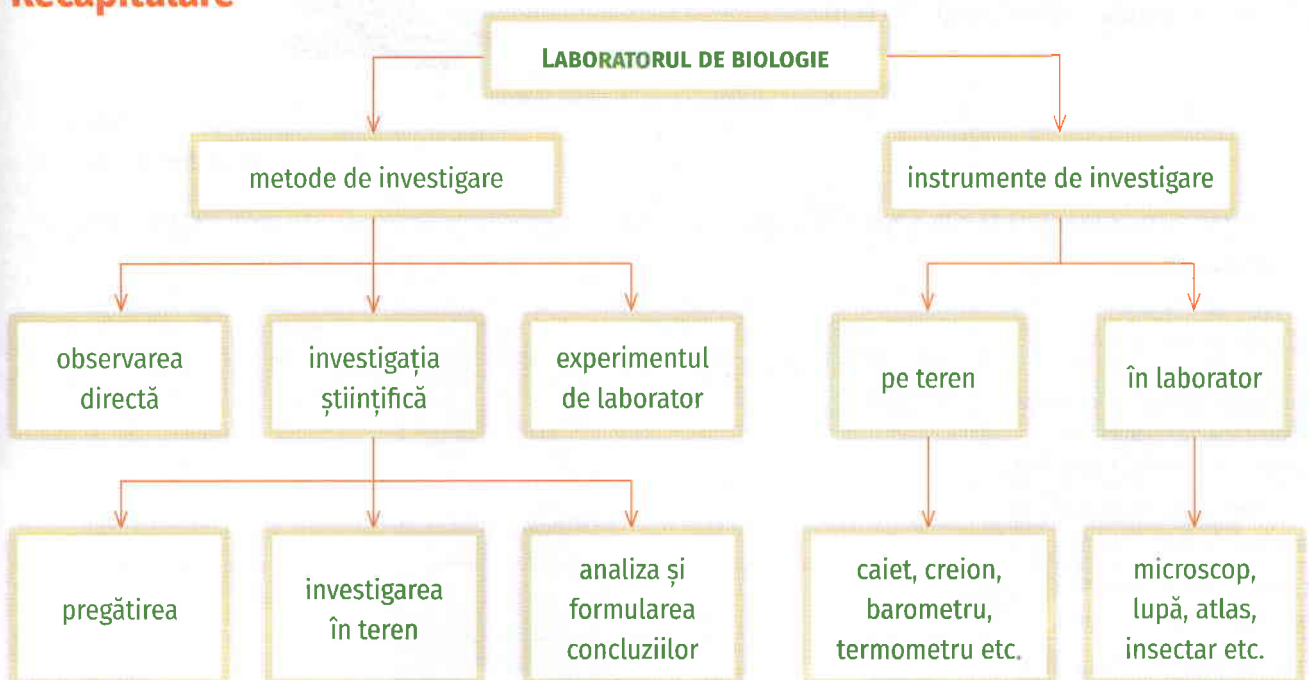 Recapitulare
LABORATORUL DE BIOLOGIE
metode de investigare
instrumente de investigare
observarea
directă
investigația
științifică
experimentul
de laborator
pe teren
în laborator
pregătirea
investigarea
în teren
analiza și
formularea
concluziilor
caiet, creion,
barometru,
termometru etc.
microscop,
lupă, atlas,
insectar etc.